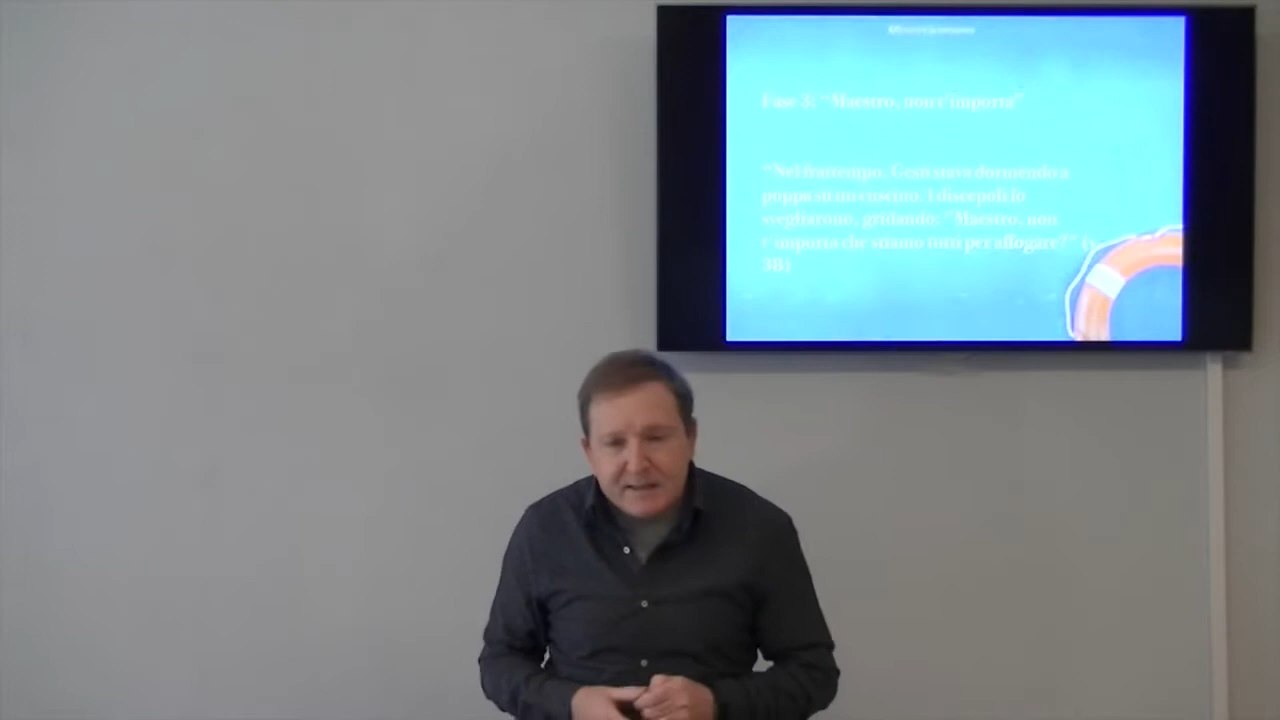 Fase 3: "Maestro, non t'importa"
"Nel frattempo, Gesù stava dormendo a
poppa su un cuscino. I discepoli lo
svegliarono, gridando: "Maestro, non
t'importa che stiamo tutti per affogare?" (v.
38)